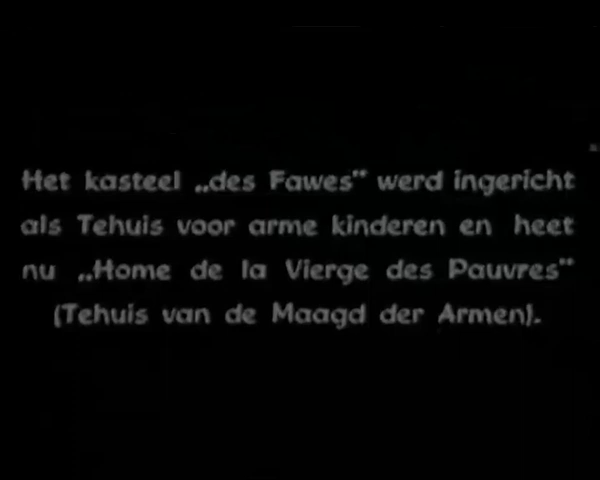 Het kasteel „des Fawes" werd ingericht
als Tehuis voor arme kinderen en heet
nu „Home de la Vierge des Pauvres"
(Tehuis van de Maagd der Armen).